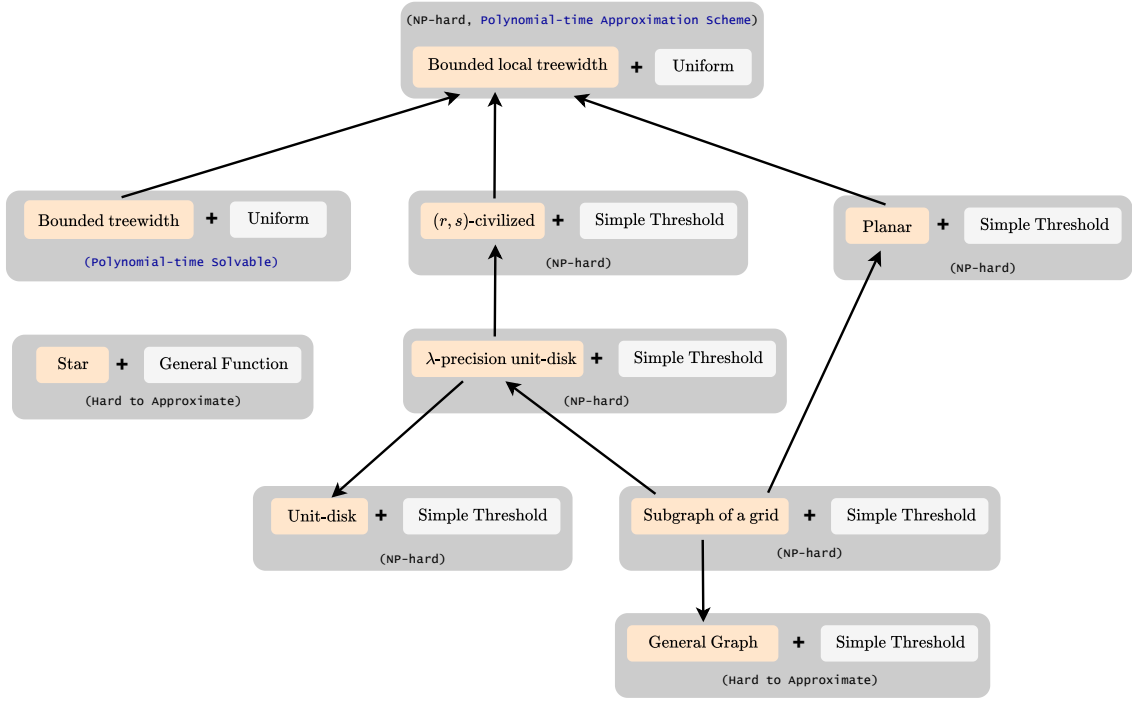 (NP-hard, Polynomial-time Approximation Scheme)
Bounded local treewidth + Uniform
Bounded treewidth + Uniform
(Polynomial-time Solvable)
(r, s)-civilized + Simple Threshold
(NP-hard)
Planar + Simple Threshold
(NP-hard)
Star + General Function
(Hard to Approximate)
λ-precision unit-disk + Simple Threshold
(NP-hard)
Unit-disk + Simple Threshold
(NP-hard)
Subgraph of a grid + Simple Threshold
(NP-hard)
General Graph + Simple Threshold
(Hard to Approximate)